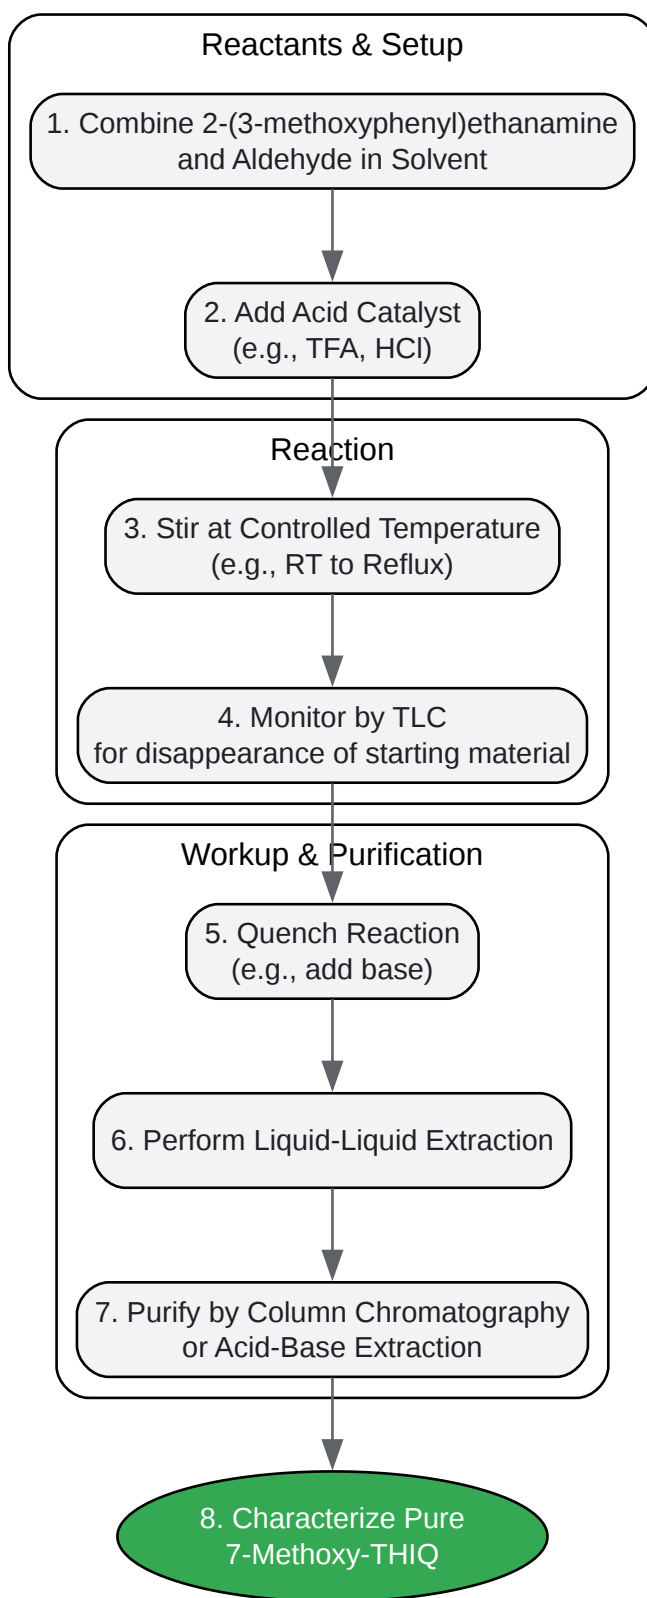 Reactants & Setup
1. Combine 2-(3-methoxyphenyl)ethanamine
and Aldehyde in Solvent
2. Add Acid Catalyst
(e.g., TFA, HCl)
Reaction
3. Stir at Controlled Temperature
(e.g., RT to Reflux)
4. Monitor by TLC
for disappearance of starting material
Workup & Purification
5. Quench Reaction
(e.g., add base)
6. Perform Liquid-Liquid Extraction
7. Purify by Column Chromatography
or Acid-Base Extraction
8. Characterize Pure
7-Methoxy-THIQ